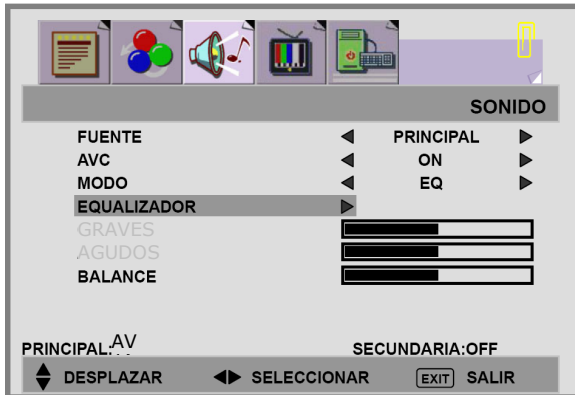 SONIDO
FUENTE PRINCIPAL
AVC ON
MODO EQ
EQUALIZADOR
GRAVES
AGUDOS
BALANCE
PRINCIPAL:AV SECUNDARIA:OFF
DESPLAZAR SELECCIONAR EXIT SALIR